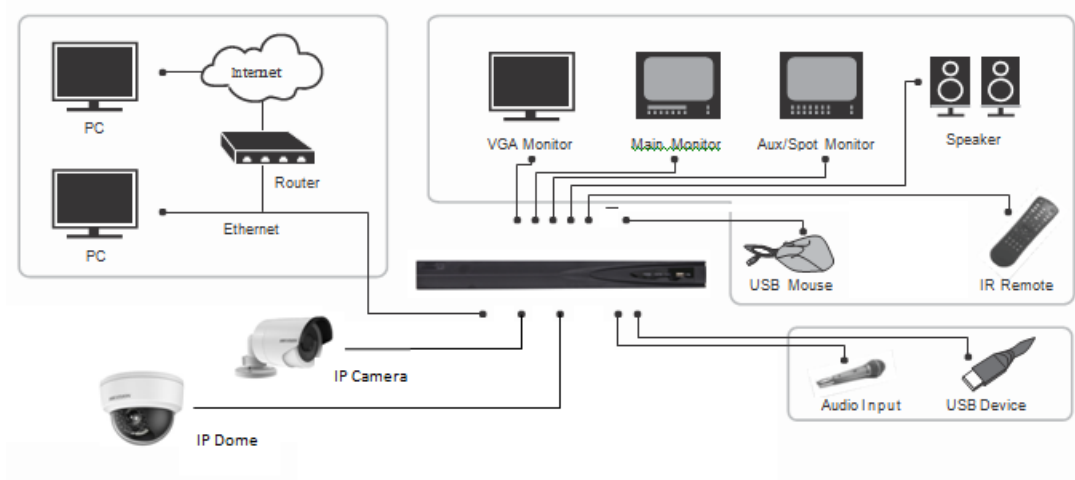 Internet
PC
Router
PC
Ethernet
VGA Monitor
Main Monitor
Aux/Spot Monitor
Speaker
USB Mouse
IR Remote
IP Camera
IP Dome
Audio Input
USB Device